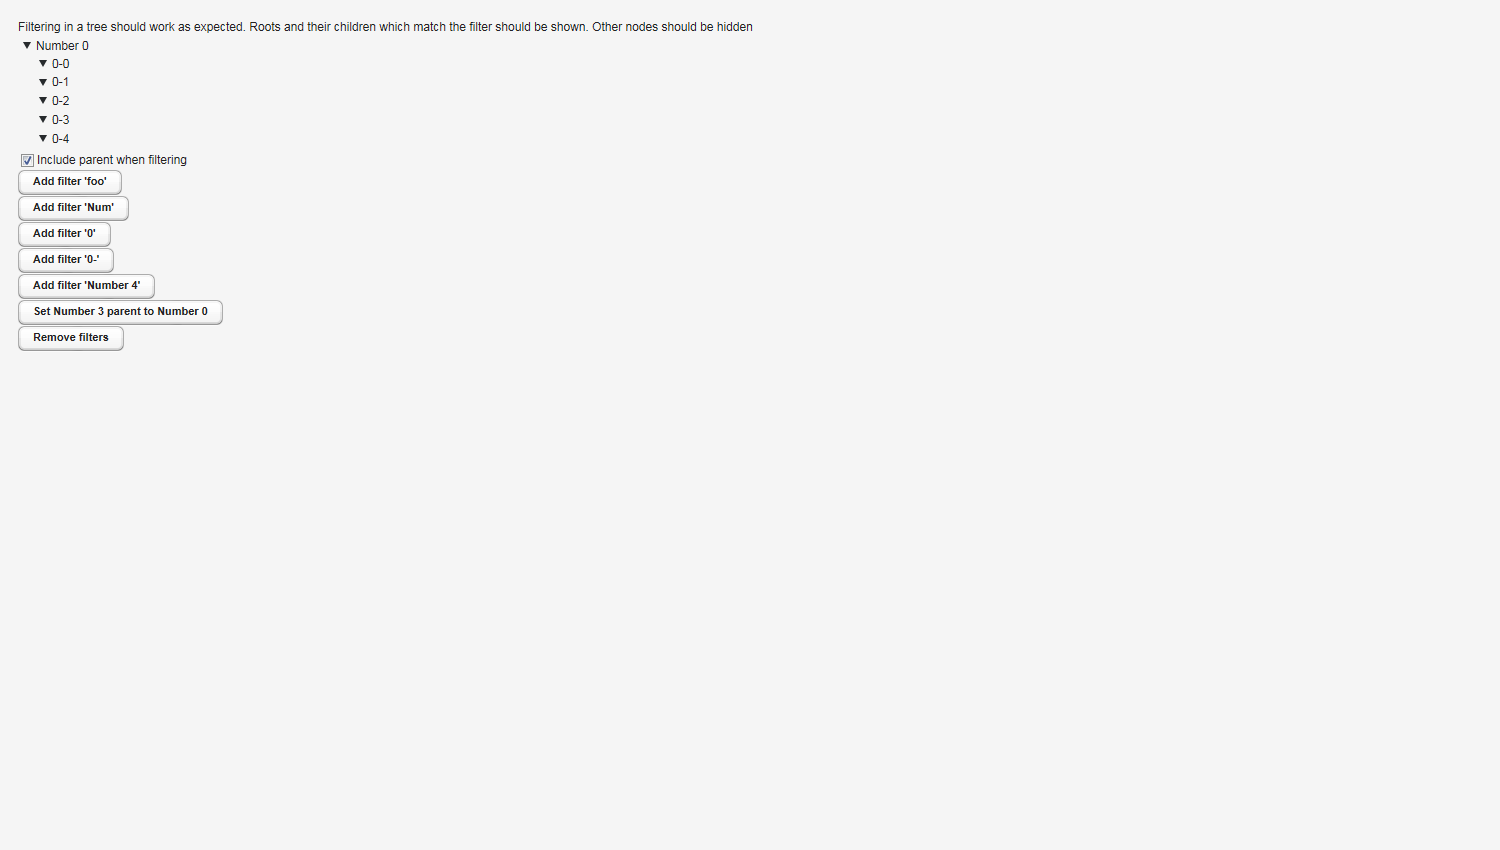 Filtering in a tree should work as expected. Roots and their children which match the filter should be shown. Other nodes should be hidden
Number 0
0-0
0-1
0-2
0-3
0-4
Include parent when filtering
Add filter 'foo'
Add filter 'Num'
Add filter '0'
Add filter '0-'
Add filter 'Number 4'
Set Number 3 parent to Number 0
Remove filters